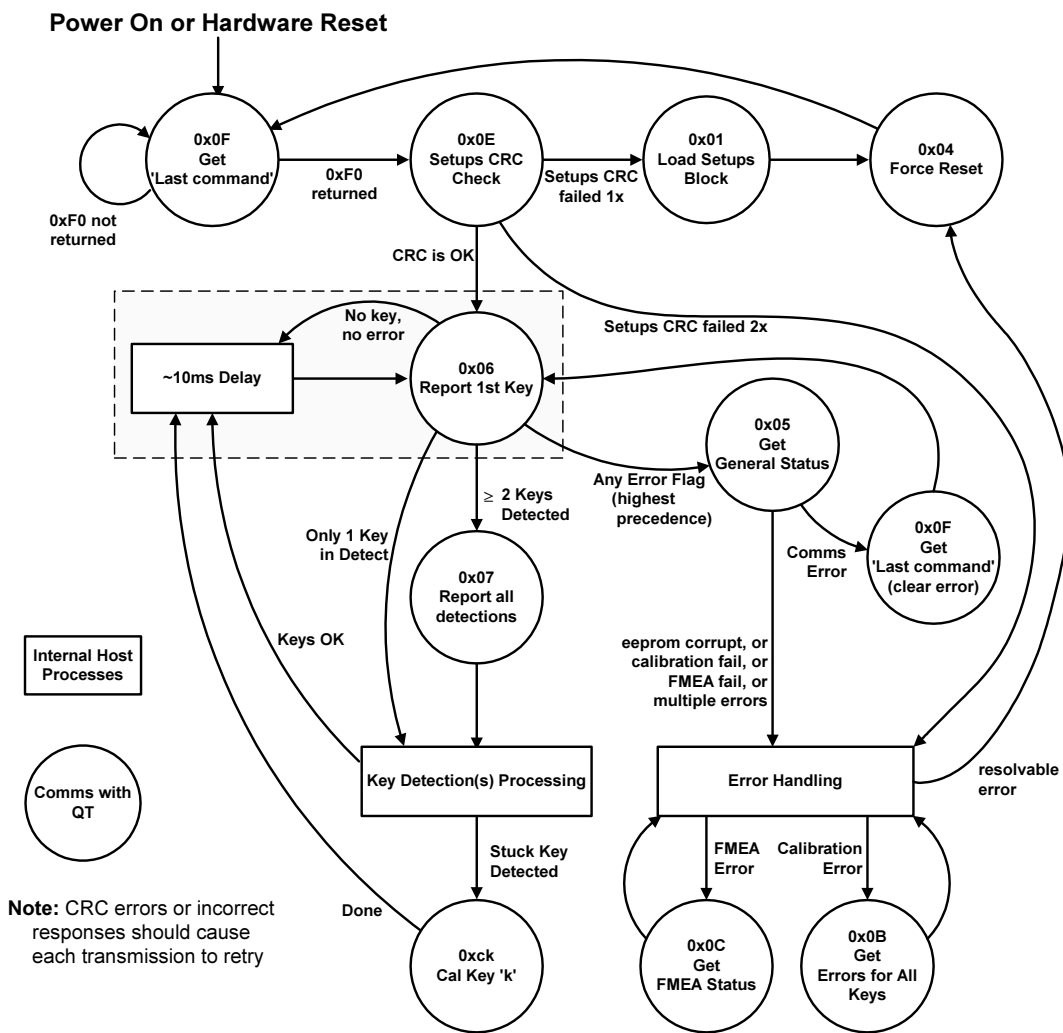 Power On or Hardware Reset
0x0F
Get
'Last command'
0xF0 not
returned
0xF0
returned
0x0E
Setups CRC
Check
Setups CRC
failed 1x
0x01
Load Setups
Block
0x04
Force Reset
CRC is OK
Setups CRC failed 2x
No key,
no error
~10ms Delay
0x06
Report 1st Key
0x05
Get
General Status
Any Error Flag
(highest
precedence)
≥ 2 Keys
Detected
Only 1 Key
in Detect
0x07
Report all
detections
Comms
Error
0x0F
Get
'Last command'
(clear error)
Keys OK
eeprom corrupt, or
calibration fail, or
FMEA fail, or
multiple errors
Internal Host
Processes
Key Detection(s) Processing
Error Handling
resolvable
error
Comms with
QT
Stuck Key
Detected
FMEA
Error
Calibration
Error
Note: CRC errors or incorrect
responses should cause
each transmission to retry
Done
0xck
Cal Key 'k'
0x0C
Get
FMEA Status
0x0B
Get
Errors for All
Keys